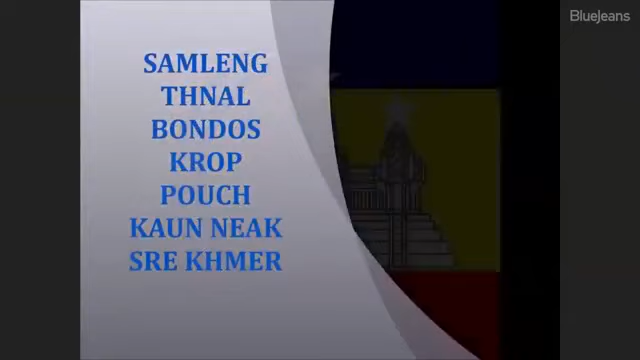 BlueJeans
SAMLENG
THNAL
BONDOS
KROP
POUCH
KAUN NEAK
SRE KHMER